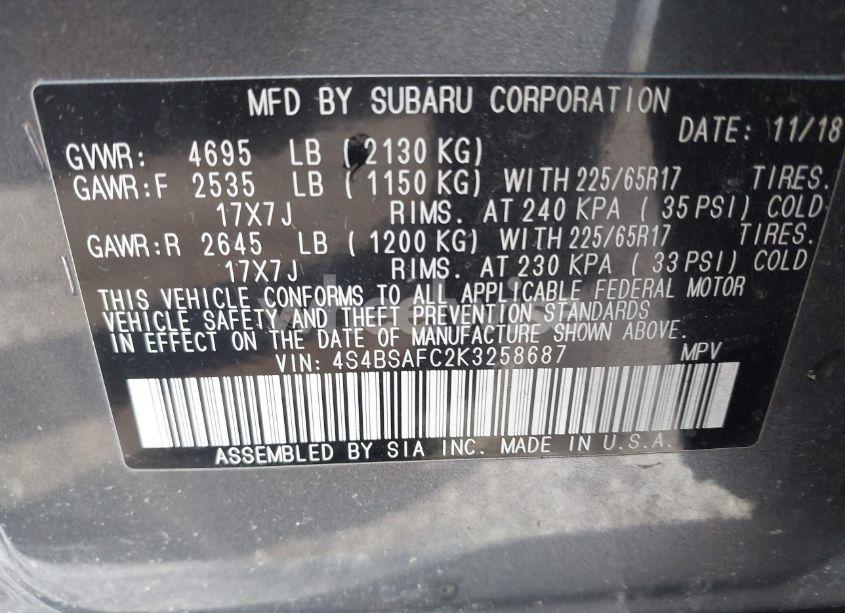 MFD BY SUBARU CORPORATION
DATE: 11/18
GVWR: 4695 LB ( 2130 KG)
GAWR:F 2535 LB ( 1150 KG) WITH 225/65R17 TIRES.
17X7J RIMS. AT 240 KPA ( 35 PSI) COLD
GAWR:R 2645 LB ( 1200 KG) WITH 225/65R17 TIRES.
17X7J RIMS. AT 230 KPA ( 33 PSI) COLD
THIS VEHICLE CONFORMS TO ALL APPLICABLE FEDERAL MOTOR
VEHICLE SAFETY AND THEFT PREVENTION STANDARDS
IN EFFECT ON THE DATE OF MANUFACTURE SHOWN ABOVE.
VIN: 4S4BSAFC2K3258687 MPV
ASSEMBLED BY SIA INC. MADE IN U.S.A.